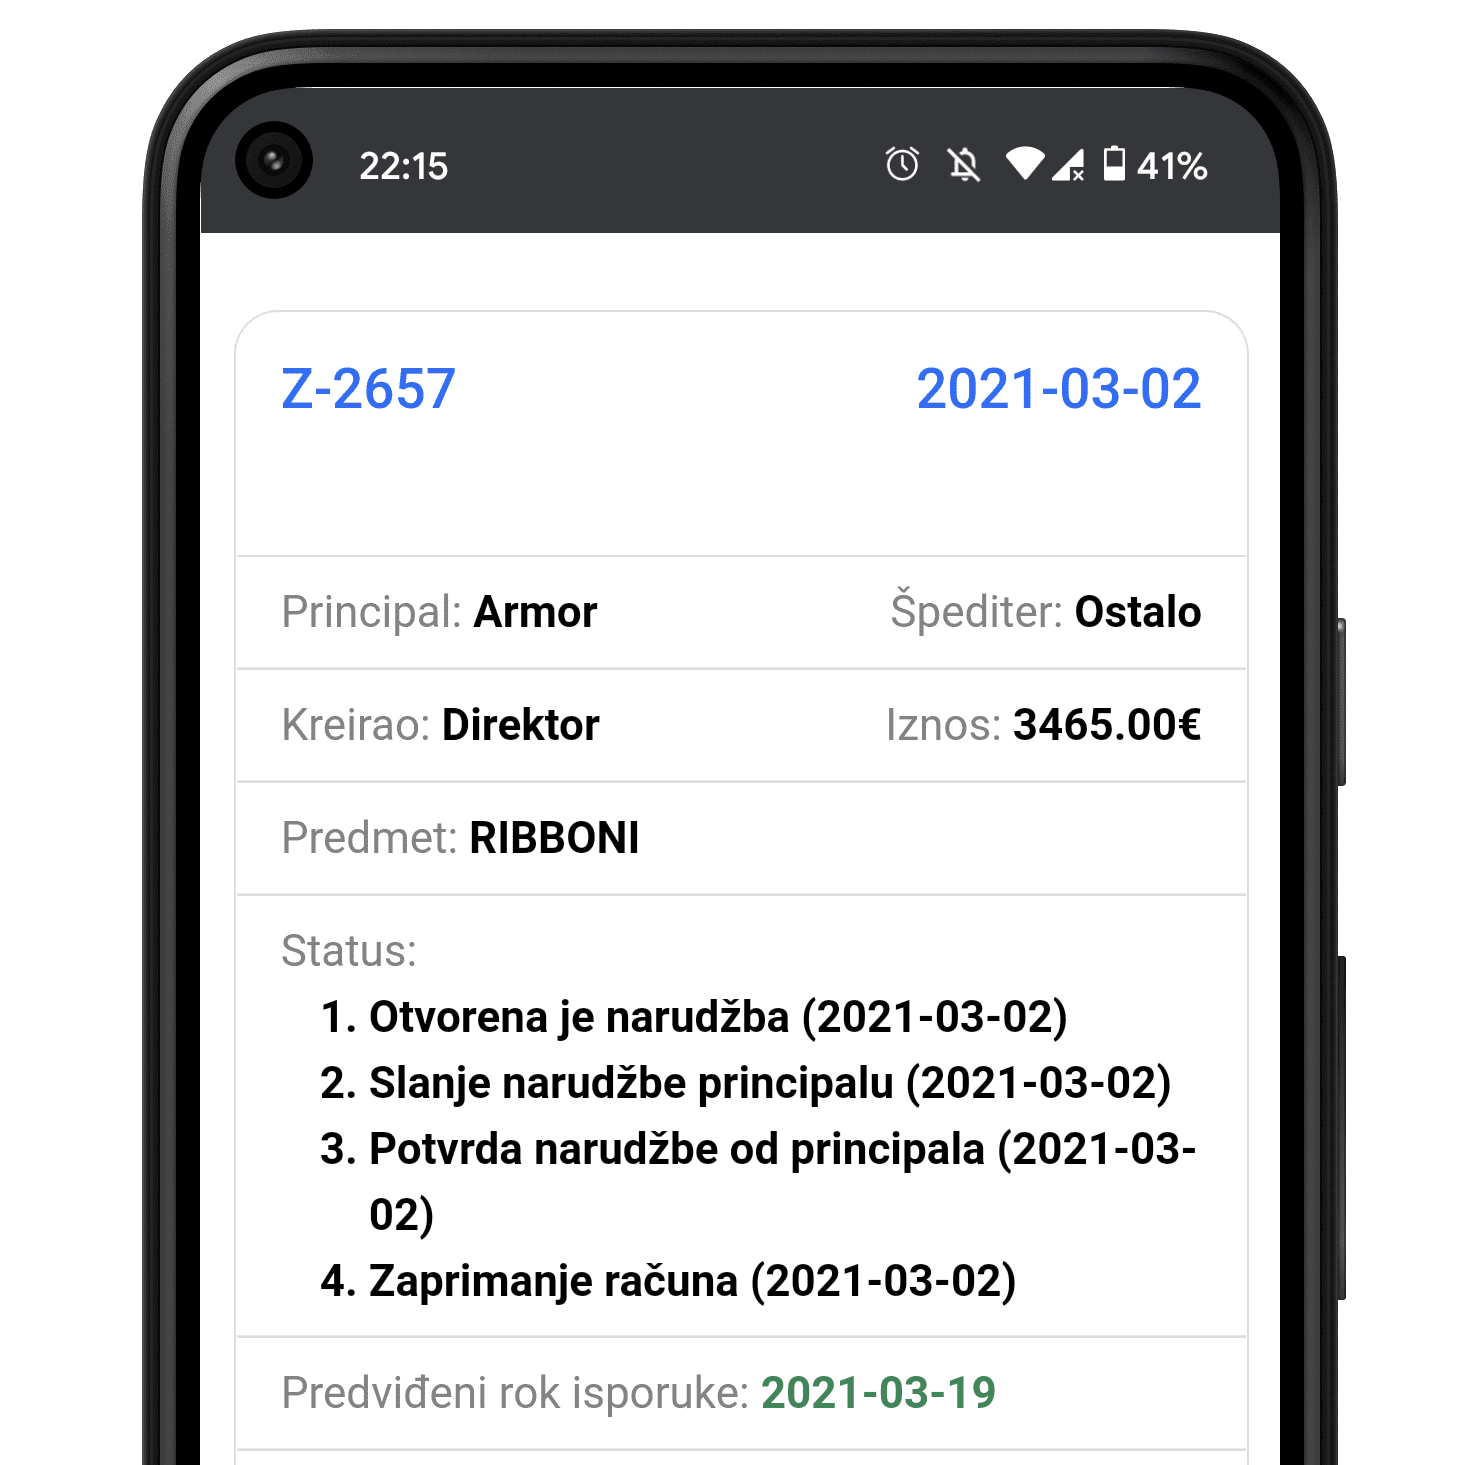 22:15 41%
Z-2657 2021-03-02
Principal: Armor Špediter: Ostalo
Kreirao: Direktor Iznos: 3465.00€
Predmet: RIBBONI
Status:
1. Otvorena je narudžba (2021-03-02)
2. Slanje narudžbe principalu (2021-03-02)
3. Potvrda narudžbe od principala (2021-03-
02)
4. Zaprimanje računa (2021-03-02)
Predviđeni rok isporuke: 2021-03-19